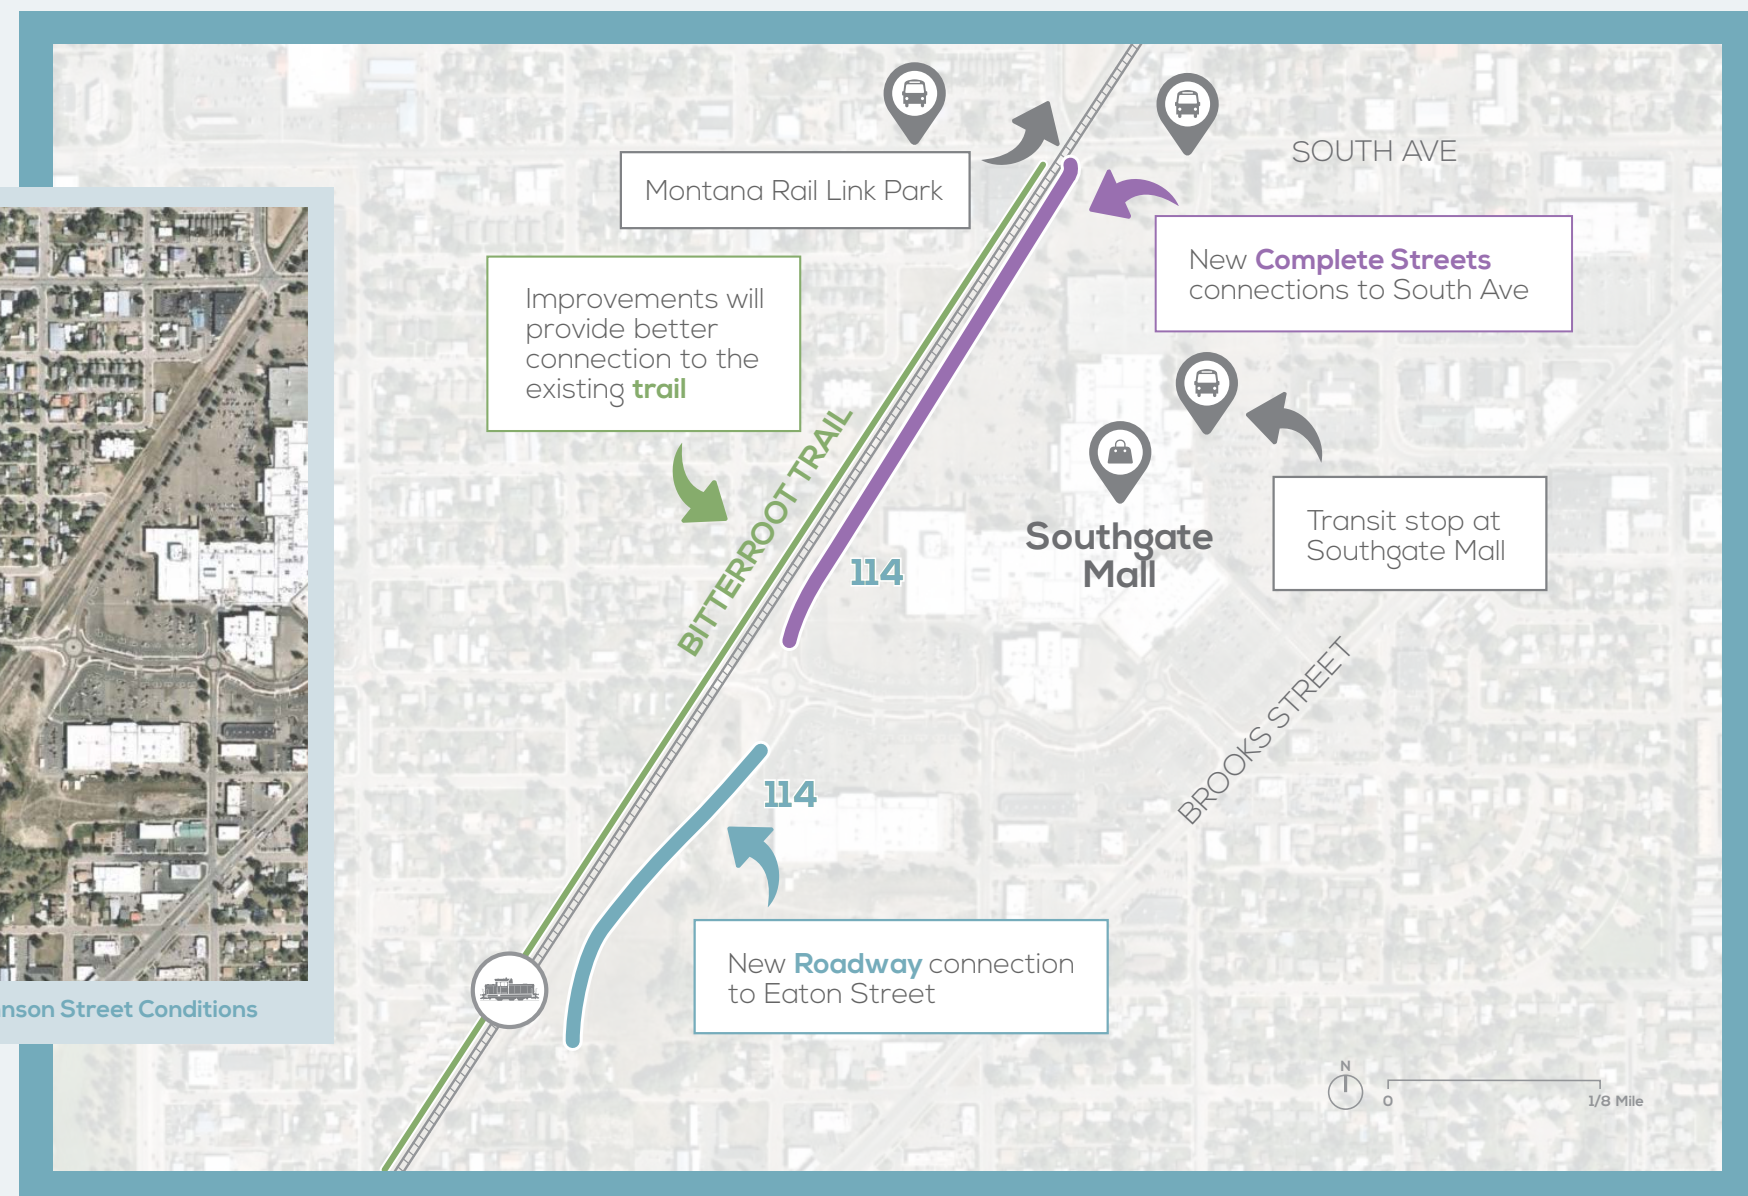 SOUTH AVE
Montana Rail Link Park
New Complete Streets
connections to South Ave
Improvements will
provide better
connection to the
existing trail
BITTERROOT TRAIL
Southgate
Mall
Transit stop at
Southgate Mall
114
BROOKS STREET
114
New Roadway connection
to Eaton Street
nson Street Conditions
N
0
1/8 Mile